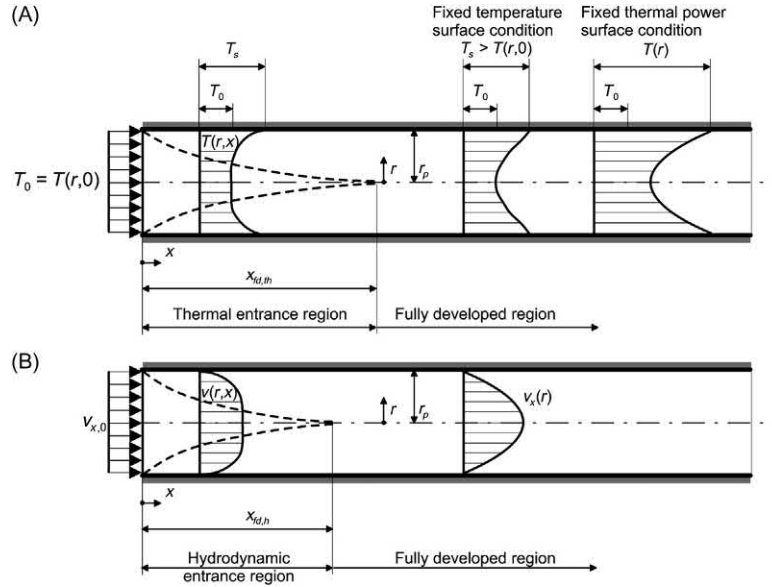 (A)
Fixed temperature
surface condition
T_s > T(r,0)
Fixed thermal power
surface condition
T(r)
T_s
T_0
T_0
T_0
T(r,x)
T_0 = T(r,0)
r
r_p
x
x_fd,th
Thermal entrance region
Fully developed region
(B)
v(r,x)
v_x,0
r
r_p
v_x(r)
x
x_fd,h
Hydrodynamic
entrance region
Fully developed region